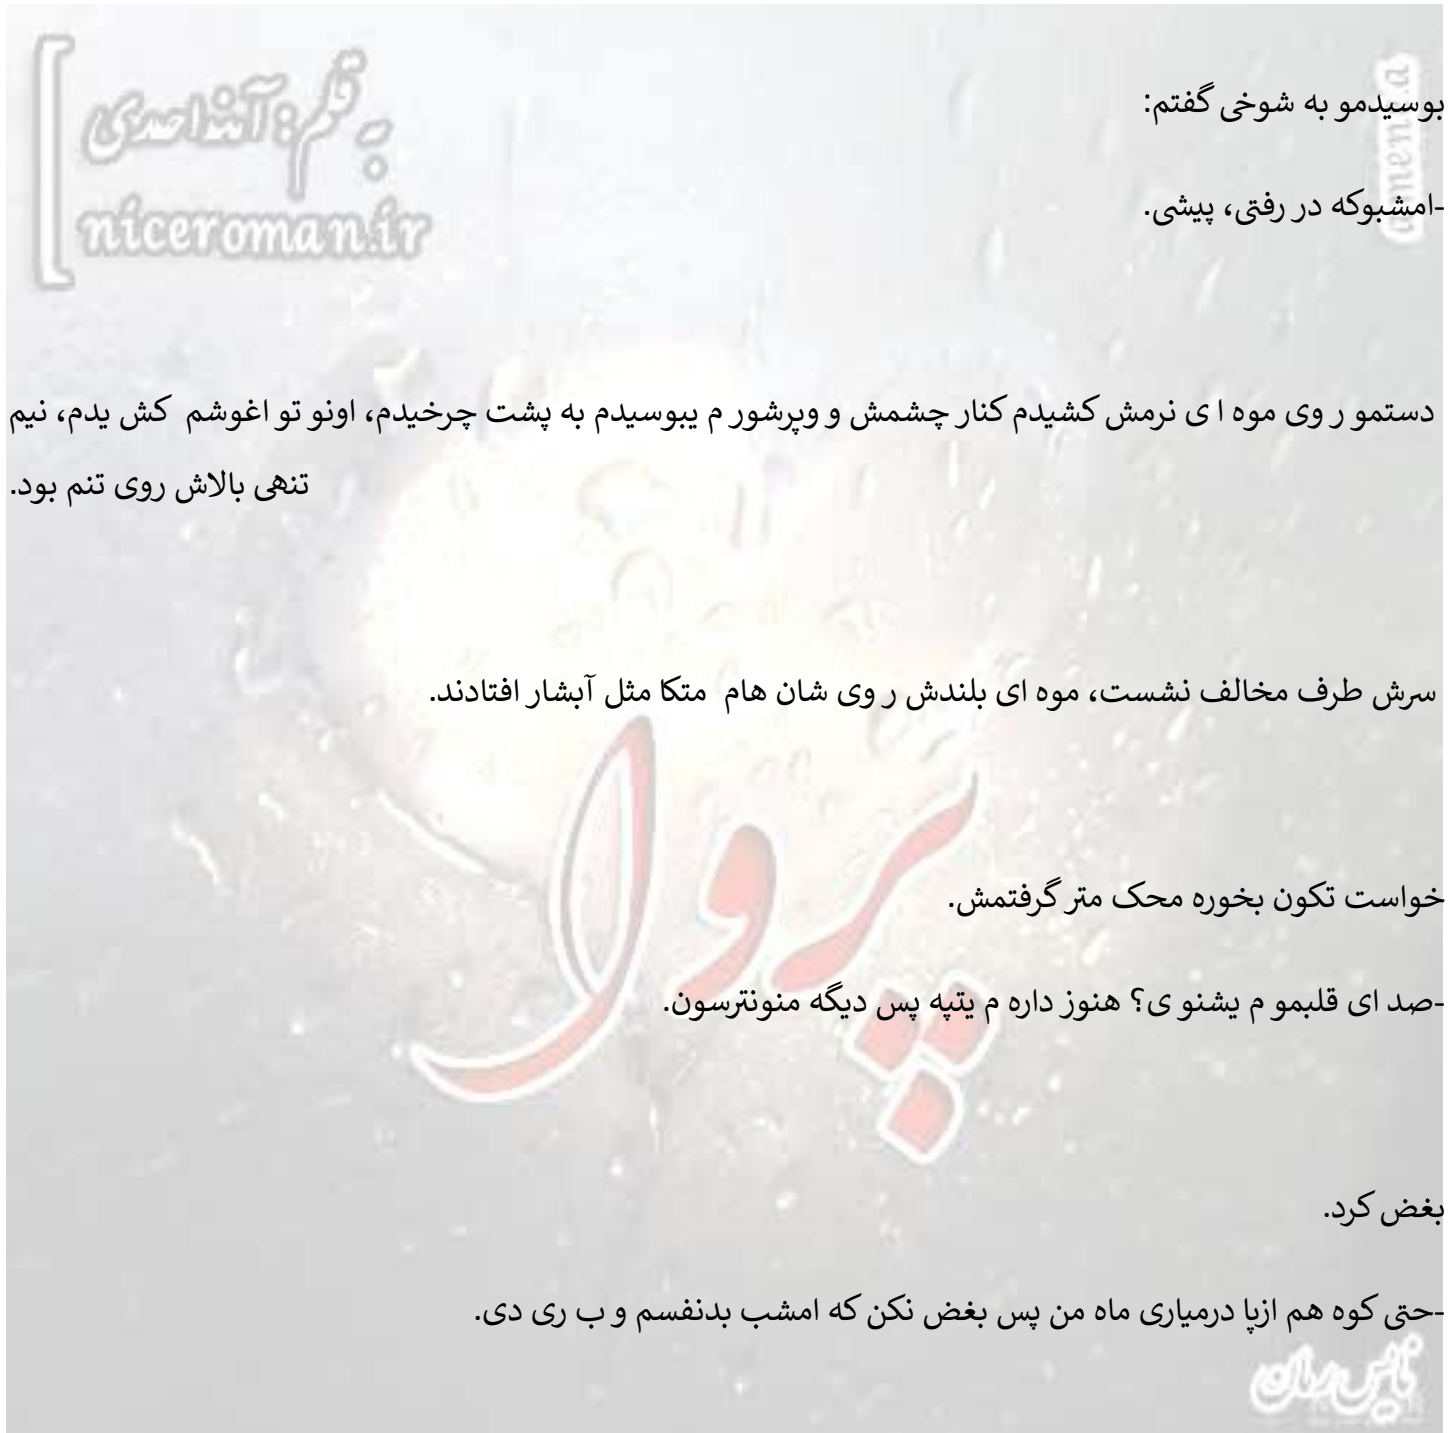 به قلم: آمنه احمدی
niceroman.ir
بوسیدمو به شوخی گفتم:
-امشبوکه در رفتی، پیشی.
دستمو ر وی موه ا ی نرمش کشیدم کنار چشمش و وپرشور م یبوسیدم به پشت چرخیدم، اونو تو اغوشم کش یدم، نیم
تنهی بالاش روی تنم بود.
سرش طرف مخالف نشست، موه ای بلندش ر وی شان هام متکا مثل آبشار افتادند.
پروا
خواست تکون بخوره محک متر گرفتمش.
-صد ای قلبمو م یشنو ی؟ هنوز داره م یتپه پس دیگه منونترسون.
بغض کرد.
-حتی کوه هم ازپا درمیاری ماه من پس بغض نکن که امشب بدنفسم و ب ری دی.
نایس رمان